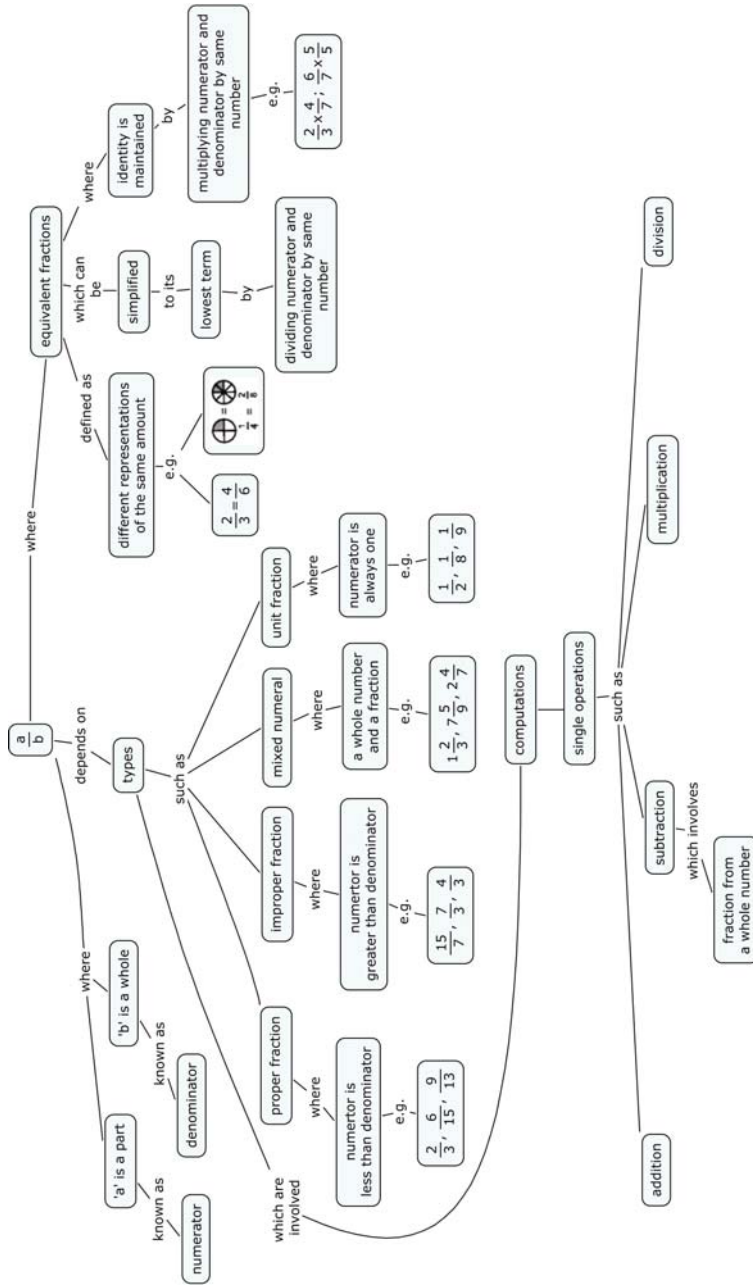 a
b
where
depends on
where
'a' is a part
known as
numerator
'b' is a whole
known as
denominator
types
such as
which are
involved
proper fraction
where
numertor is
less than denominator
e.g.
2/3, 6/15, 9/13
improper fraction
where
numertor is
greater than denominator
e.g.
15/7, 7/3, 4/3
mixed numeral
where
a whole number
and a fraction
e.g.
1 2/3, 7 5/9, 2 4/7
unit fraction
where
numerator is
always one
e.g.
1/2, 1/8, 1/9
equivalent fractions
defined as
different representations
of the same amount
e.g.
2/3 = 4/6
=
1/4 = 2/8
which can
be
simplified
to its
lowest term
by
dividing numerator and
denominator by same
number
where
identity is
maintained
by
multiplying numerator and
denominator by same
number
e.g.
2/3 x 4/7; 6/7 x 5/5
computations
single operations
such as
addition
subtraction
which involves
fraction from
a whole number
multiplication
division